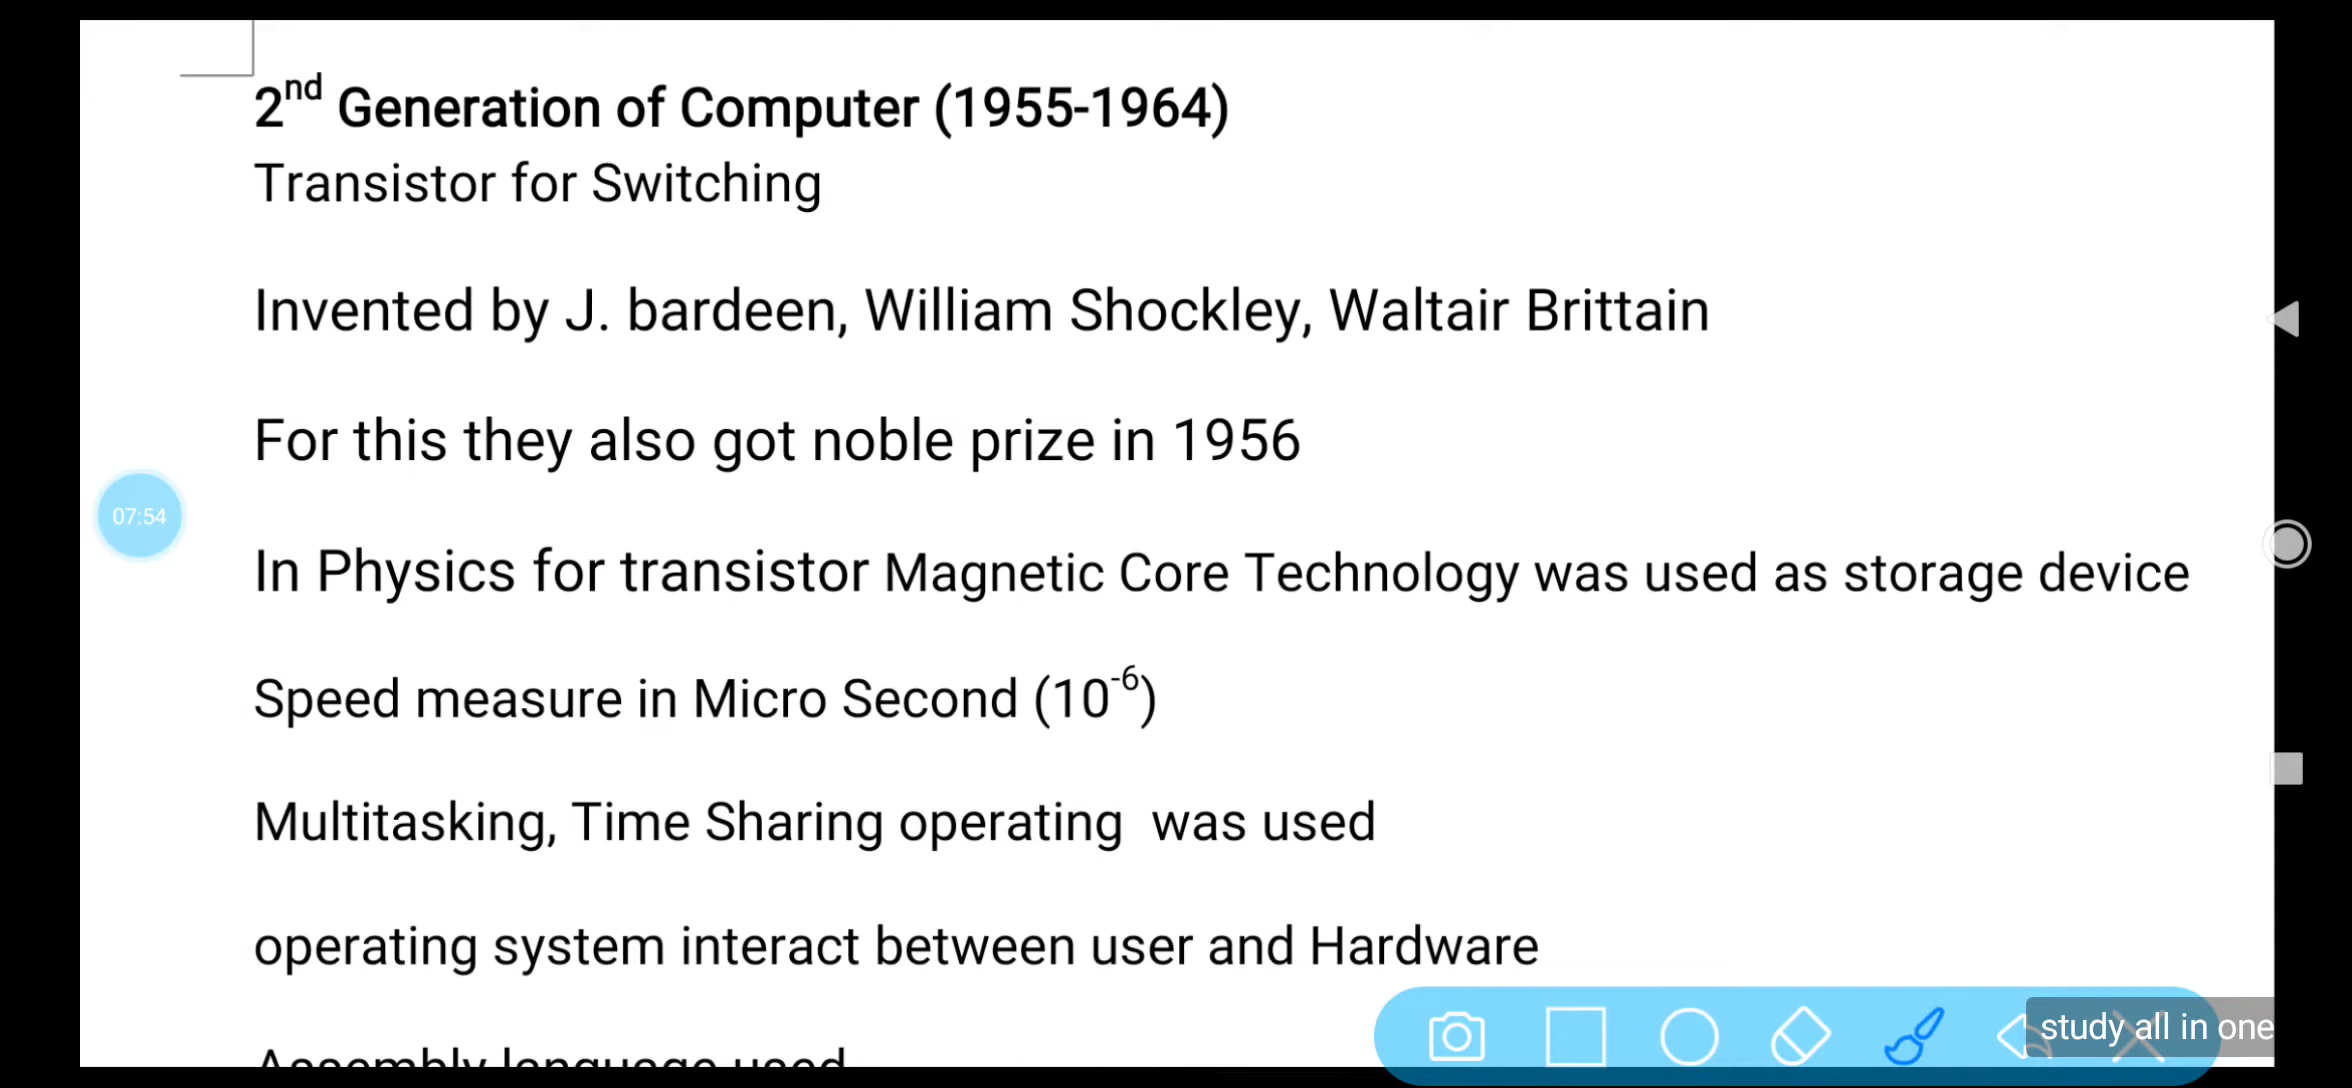 2nd Generation of Computer (1955-1964)
Transistor for Switching
Invented by J. bardeen, William Shockley, Waltair Brittain
For this they also got noble prize in 1956
07:54
In Physics for transistor Magnetic Core Technology was used as storage device
Speed measure in Micro Second (10-6)
Multitasking, Time Sharing operating  was used
operating system interact between user and Hardware
study all in one
Assembly language used